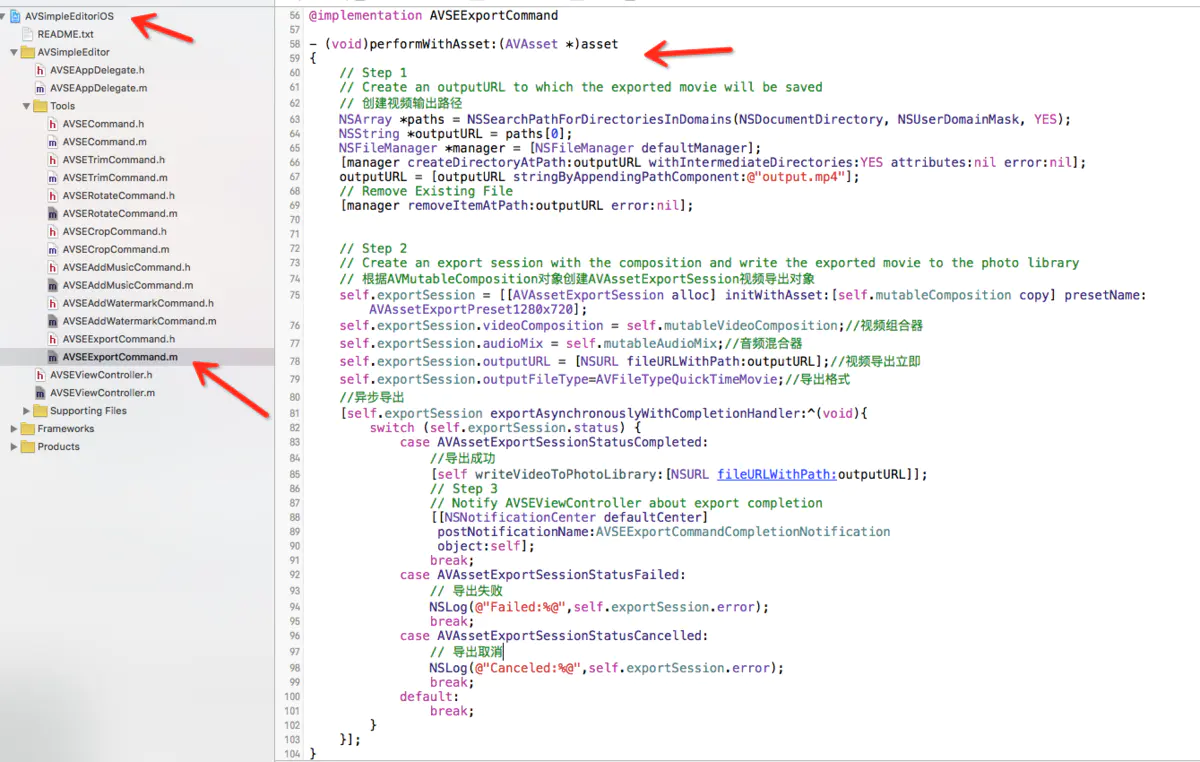 AVSimpleEditoriOS
README.txt
AVSimpleEditor
AVSEAppDelegate.h
AVSEAppDelegate.m
Tools
AVSECommand.h
AVSECommand.m
AVSETrimCommand.h
AVSETrimCommand.m
AVSERotateCommand.h
AVSERotateCommand.m
AVSECropCommand.h
AVSECropCommand.m
AVSEAddMusicCommand.h
AVSEAddMusicCommand.m
AVSEAddWatermarkCommand.h
AVSEAddWatermarkCommand.m
AVSEExportCommand.h
AVSEExportCommand.m
AVSEViewController.h
AVSEViewController.m
Supporting Files
Frameworks
Products
56 @implementation AVSEExportCommand
57
58 - (void)performWithAsset:(AVAsset *)asset
59 {
60 // Step 1
61 // Create an outputURL to which the exported movie will be saved
62 // 创建视频输出路径
63 NSArray *paths = NSSearchPathForDirectoriesInDomains(NSDocumentDirectory, NSUserDomainMask, YES);
64 NSString *outputURL = paths[0];
65 NSFileManager *manager = [NSFileManager defaultManager];
66 [manager createDirectoryAtPath:outputURL withIntermediateDirectories:YES attributes:nil error:nil];
67 outputURL = [outputURL stringByAppendingPathComponent:@"output.mp4"];
68 // Remove Existing File
69 [manager removeItemAtPath:outputURL error:nil];
70
71
72 // Step 2
73 // Create an export session with the composition and write the exported movie to the photo library
74 // 根据AVMutableComposition对象创建AVAssetExportSession视频导出对象
75 self.exportSession = [[AVAssetExportSession alloc] initWithAsset:[self.mutableComposition copy] presetName:
AVAssetExportPreset1280x720];
76 self.exportSession.videoComposition = self.mutableVideoComposition;//视频组合器
77 self.exportSession.audioMix = self.mutableAudioMix;//音频混合器
78 self.exportSession.outputURL = [NSURL fileURLWithPath:outputURL];//视频导出立即
79 self.exportSession.outputFileType=AVFileTypeQuickTimeMovie;//导出格式
80 //异步导出
81 [self.exportSession exportAsynchronouslyWithCompletionHandler:^(void){
82 switch (self.exportSession.status) {
83 case AVAssetExportSessionStatusCompleted:
84 //导出成功
85 [self writeVideoToPhotoLibrary:[NSURL fileURLWithPath:outputURL]];
86 // Step 3
87 // Notify AVSEViewController about export completion
88 [[NSNotificationCenter defaultCenter]
89 postNotificationName:AVSEExportCommandCompletionNotification
90 object:self];
91 break;
92 case AVAssetExportSessionStatusFailed:
93 // 导出失败
94 NSLog(@"Failed:%@",self.exportSession.error);
95 break;
96 case AVAssetExportSessionStatusCancelled:
97 // 导出取消
98 NSLog(@"Canceled:%@",self.exportSession.error);
99 break;
100 default:
101 break;
102 }
103 }];
104 }